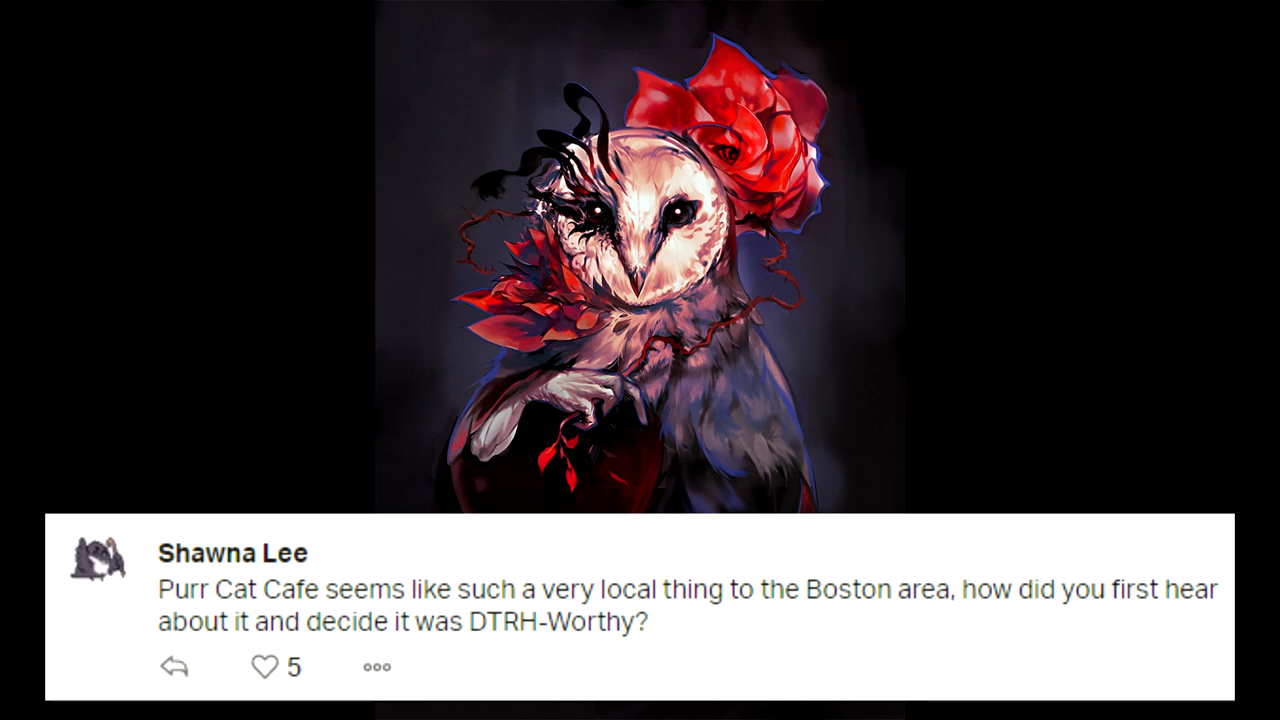 Shawna Lee
Purr Cat Cafe seems like such a very local thing to the Boston area, how did you first hear
about it and decide it was DTRH-Worthy?
5